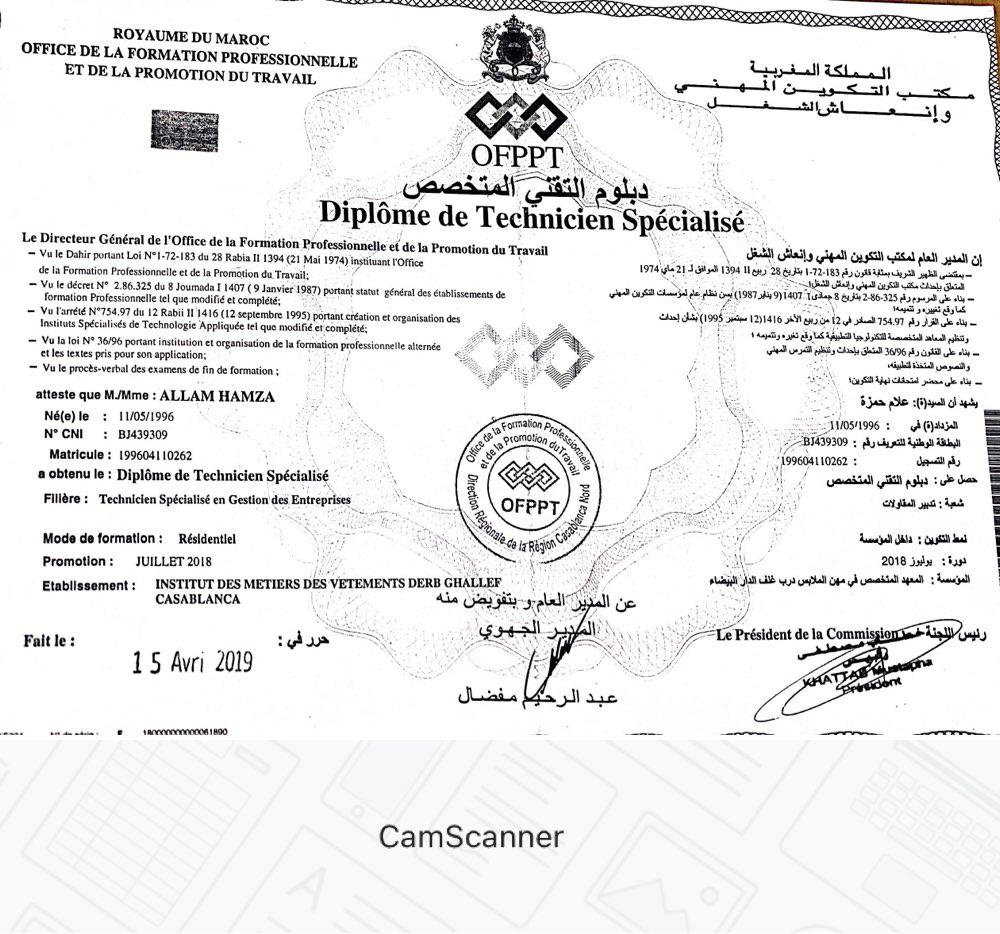 ROYAUME DU MAROC
OFFICE DE LA FORMATION PROFESSIONNELLE
ET DE LA PROMOTION DU TRAVAIL
المملكة المغربية
مكتب التكوين المهني
وإنعاش الشغل
OFPPT
دبلوم التقني المتخصص
Diplôme de Technicien Spécialisé
Le Directeur Général de l'Office de la Formation Professionnelle et de la Promotion du Travail
– Vu le Dahir portant Loi N°1-72-183 du 28 Rabia II 1394 (21 Mai 1974) instituant l'Office
de la Formation Professionnelle et de la Promotion du Travail;
– Vu le décret N° 2.86.325 du 8 Joumada I 1407 ( 9 Janvier 1987) portant statut général des établissements de
formation Professionnelle tel que modifié et complété;
– Vu l'arrêté N°754.97 du 12 Rabii II 1416 (12 septembre 1995) portant création et organisation des
Instituts Spécialisés de Technologie Appliquée tel que modifié et complété;
– Vu la loi N° 36/96 portant institution et organisation de la formation professionnelle alternée
et les textes pris pour son application;
– Vu le procès-verbal des examens de fin de formation ;
إن المدير العام لمكتب التكوين المهني وإنعاش الشغل
– بمقتضى الظهير الشريف بمثابة قانون رقم 183-72-1 بتاريخ 28 ربيع II 1394 الموافق لـ 21 ماي 1974
المتعلق بإحداث مكتب التكوين المهني وإنعاش الشغل؛
– بناء على المرسوم رقم 325-86-2 بتاريخ 8 جمادى I 1407 (9 يناير 1987) بسن نظام عام لمؤسسات التكوين المهني
كما وقع تغييره و تتميمه؛
– بناء على القرار رقم 754.97 الصادر في 12 من ربيع الآخر 1416 (12 سبتمبر 1995) بشأن إحداث
وتنظيم المعاهد المتخصصة للتكنولوجيا التطبيقية كما وقع تغيره وتتميمه ؛
– بناء على القانون رقم 36/96 المتعلق بإحداث وتنظيم التمرس المهني
والنصوص المتخذة لتطبيقه،
– بناء على محضر امتحانات نهاية التكوين؛
atteste que M./Mme : ALLAM HAMZA
Né(e) le : 11/05/1996
N° CNI : BJ439309
Matricule : 199604110262
a obtenu le : Diplôme de Technicien Spécialisé
Filière : Technicien Spécialisé en Gestion des Entreprises
Mode de formation : Résidentiel
Promotion : JUILLET 2018
Etablissement : INSTITUT DES METIERS DES VETEMENTS DERB GHALLEF
CASABLANCA
يشهد أن السيد(ة): علام حمزة
المزداد(ة) في : 11/05/1996
البطاقة الوطنية للتعريف رقم : BJ439309
رقم التسجيل : 199604110262
حصل على : دبلوم التقني المتخصص
شعبة : تدبير المقاولات
نمط التكوين : داخل المؤسسة
دورة : يوليوز 2018
المؤسسة : المعهد المتخصص في مهن الملابس درب غلف الدار البيضاء
Office de la Formation Professionnelle
et de la Promotion du Travail
OFPPT
Direction Régionale de la Région Casablanca Nord
عن المدير العام و بتفويض منه
المدير الجهوي
عبد الرحيم مفضال
Fait le :
حرر في :
15 Avri 2019
Le Président de la Commission
رئيس اللجنة
KHATTAB Mustapha
Président
18000000000061890
CamScanner